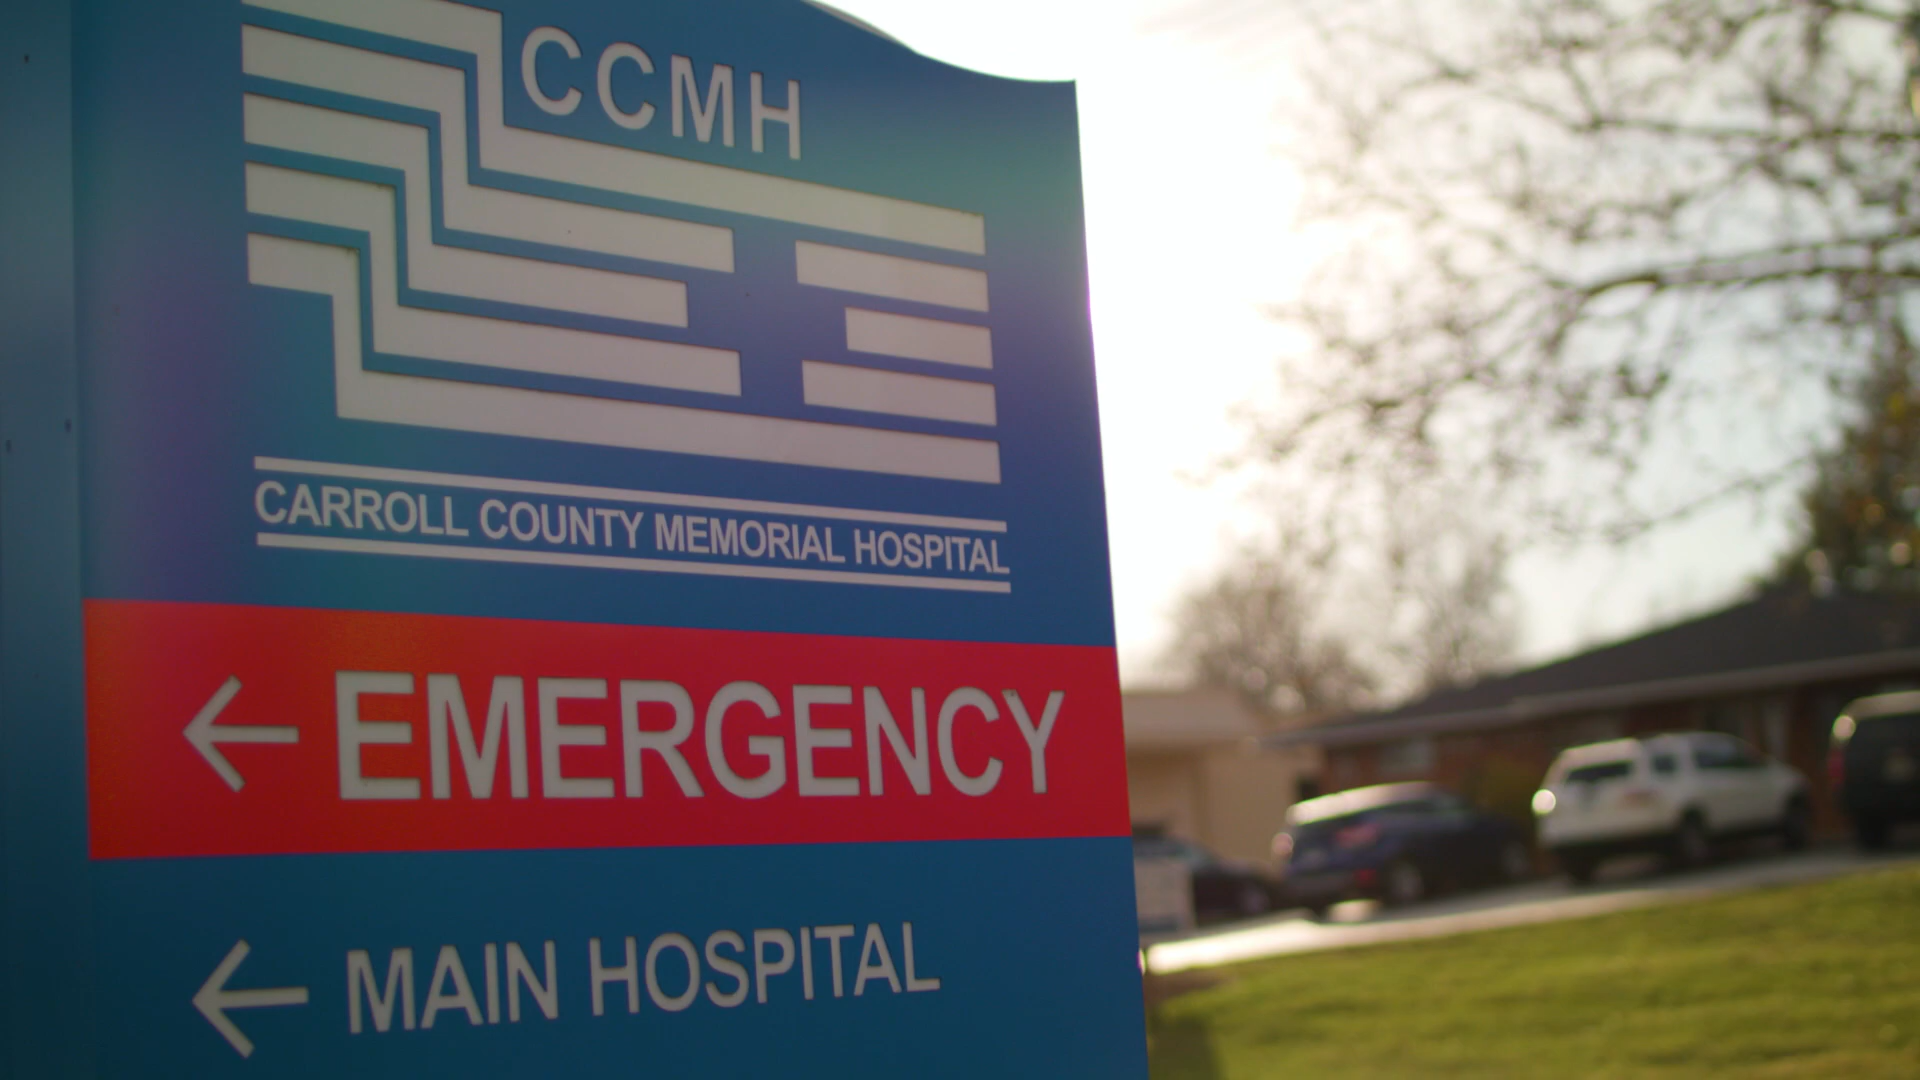 CCMH
CARROLL COUNTY MEMORIAL HOSPITAL
← EMERGENCY
← MAIN HOSPITAL